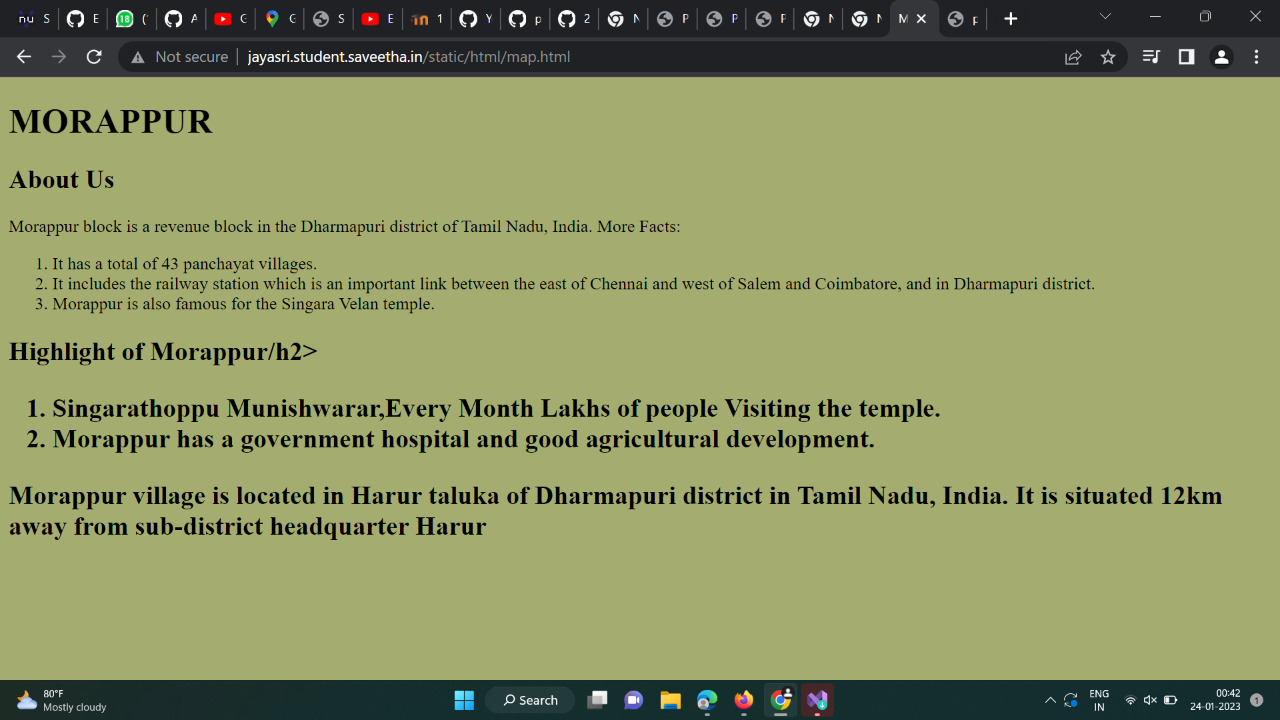 Not secure | jayasri.student.saveetha.in/static/html/map.html
MORAPPUR
About Us
Morappur block is a revenue block in the Dharmapuri district of Tamil Nadu, India. More Facts:
1. It has a total of 43 panchayat villages.
2. It includes the railway station which is an important link between the east of Chennai and west of Salem and Coimbatore, and in Dharmapuri district.
3. Morappur is also famous for the Singara Velan temple.
Highlight of Morappur/h2>
1. Singarathoppu Munishwarar,Every Month Lakhs of people Visiting the temple.
2. Morappur has a government hospital and good agricultural development.
Morappur village is located in Harur taluka of Dharmapuri district in Tamil Nadu, India. It is situated 12km
away from sub-district headquarter Harur
80°F
Mostly cloudy
Search
ENG
IN
00:42
24-01-2023
1